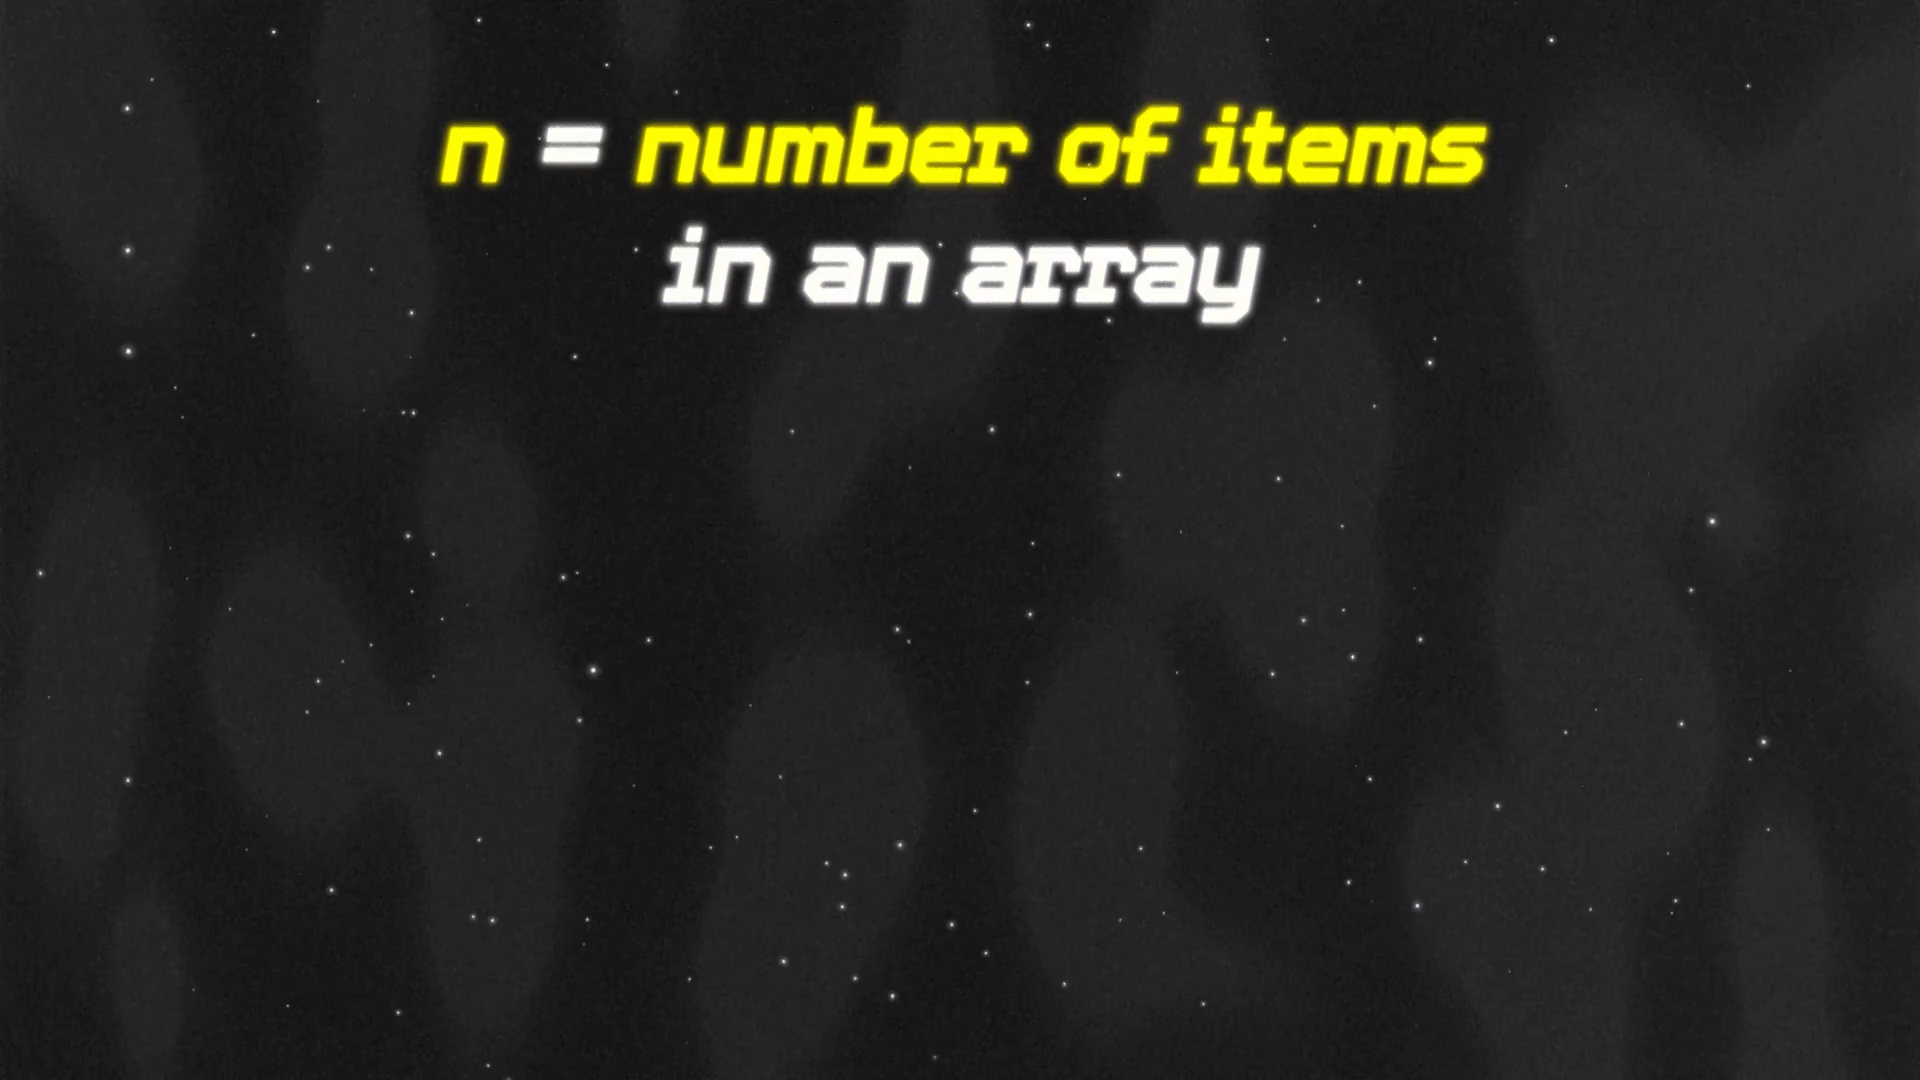 n = number of items
in an array